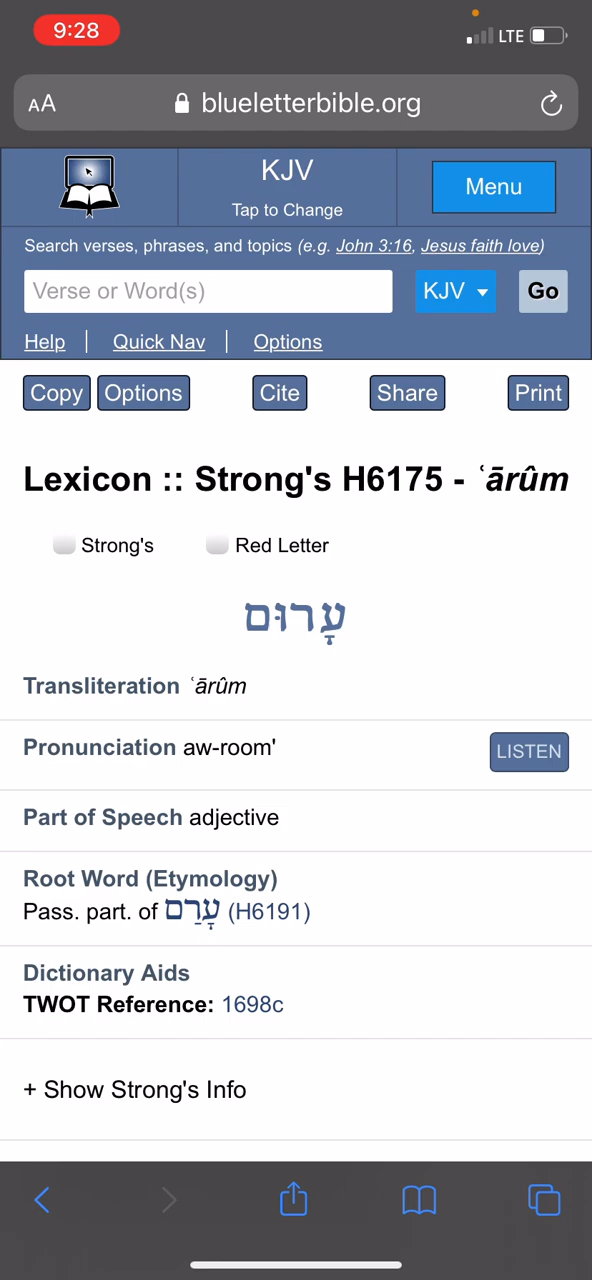 9:28
LTE
AA blueletterbible.org
KJV
Tap to Change
Menu
Search verses, phrases, and topics (e.g. John 3:16, Jesus faith love)
Verse or Word(s)
KJV
Go
Help | Quick Nav | Options
Copy Options Cite Share Print
Lexicon :: Strong's H6175 - ʿārûm
Strong's Red Letter
עָרוּם
Transliteration ʿārûm
Pronunciation aw-room'
LISTEN
Part of Speech adjective
Root Word (Etymology)
Pass. part. of עָרַם (H6191)
Dictionary Aids
TWOT Reference: 1698c
+ Show Strong's Info